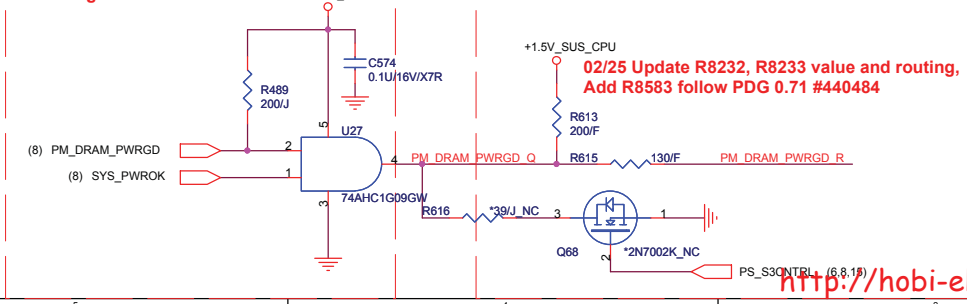 +1.5V_SUS_CPU
02/25 Update R8232, R8233 value and routing,
Add R8583 follow PDG 0.71 #440484
C574
0.1U/16V/X7R
R489
200/J
R613
200/F
5
U27
(8) PM_DRAM_PWRGD
2
4
PM_DRAM_PWRGD_Q
R615
130/F
PM_DRAM_PWRGD_R
(8) SYS_PWROK
1
74AHC1G09GW
3
R616
*39/J_NC
3
1
Q68
*2N7002K_NC
2
PS_S3CNTRL (6,8,15)
http://hobi-e